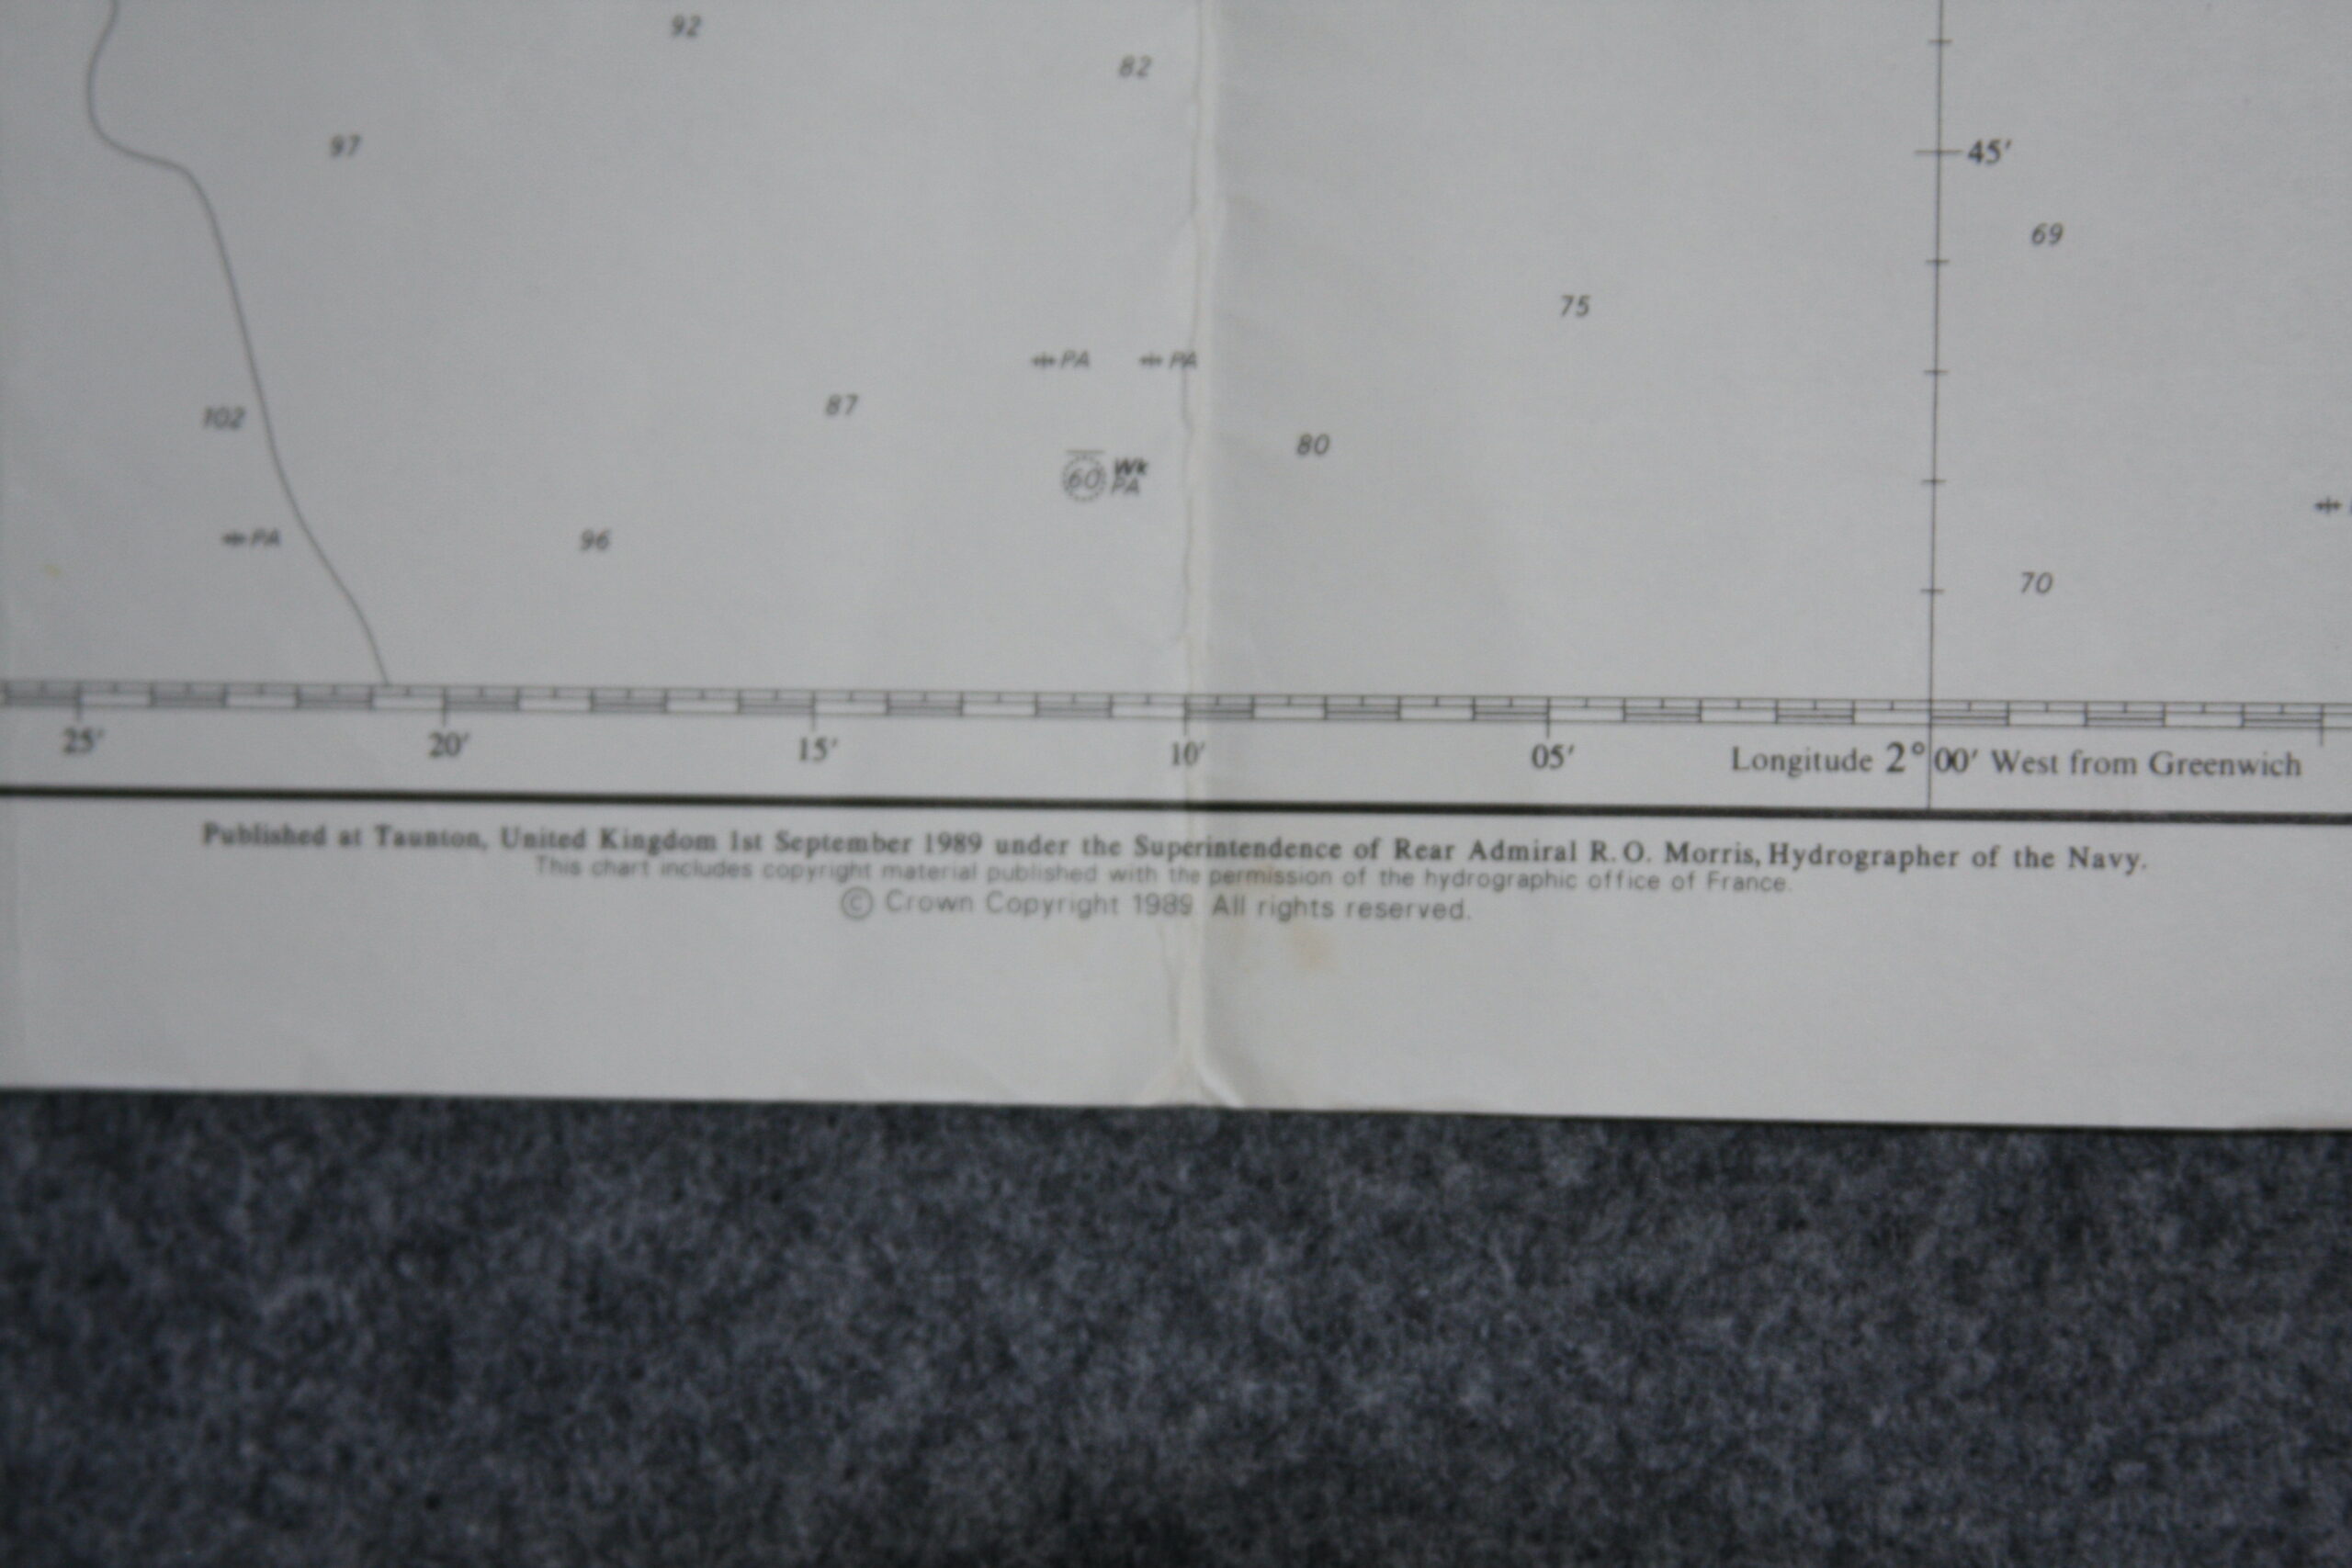 92
82
97
45′
69
75
PA PA
87
102
80
60 Wk
PA
PA
96
70
25′ 20′ 15′ 10′ 05′ Longitude 2° 00′ West from Greenwich
Published at Taunton, United Kingdom 1st September 1989 under the Superintendence of Rear Admiral R. O. Morris, Hydrographer of the Navy.
This chart includes copyright material published with the permission of the hydrographic office of France.
© Crown Copyright 1989 All rights reserved.